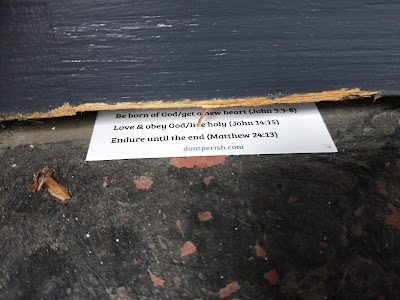 Be born of God/get a new heart (John 3:3-8)
Love & obey God/live holy (John 14:15)
Endure until the end (Matthew 24:13)
dontperish.com